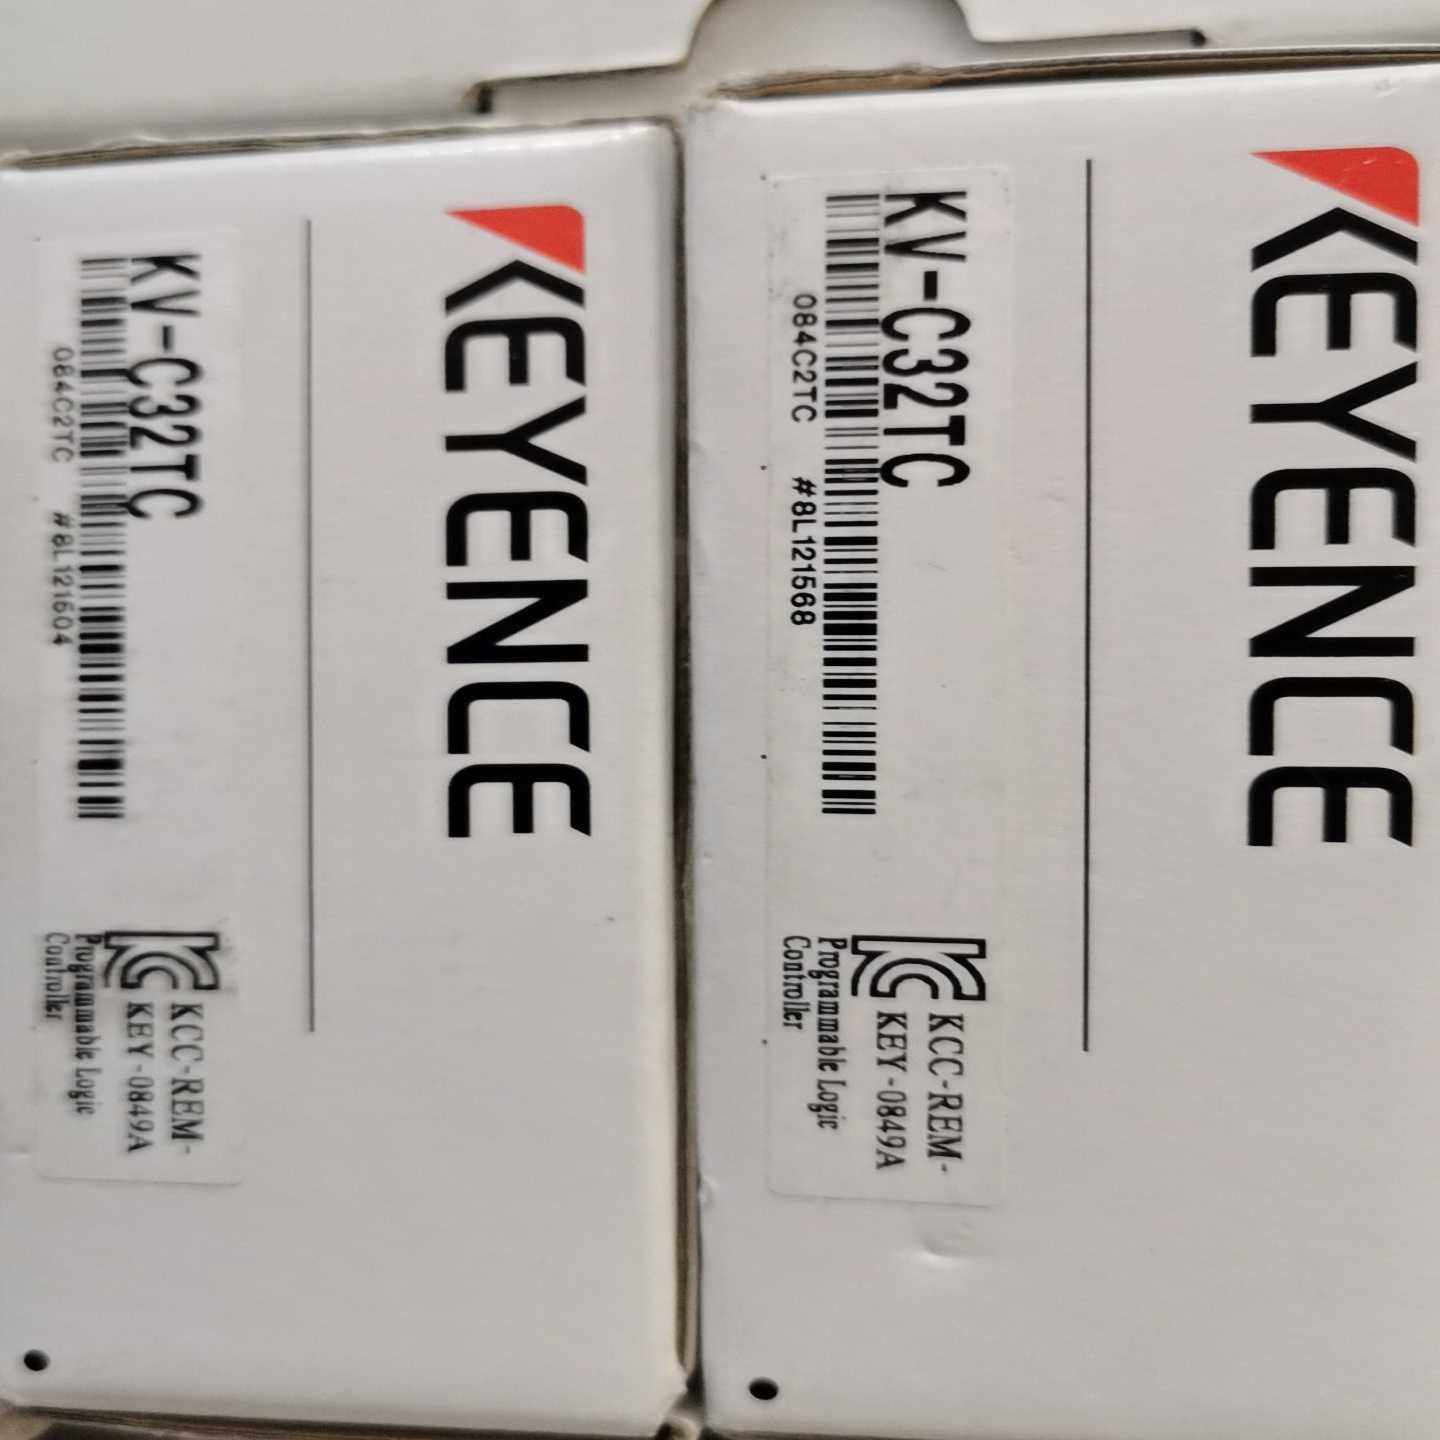 KEYENCE
KV-C32TC
084C2TC #8L121604
KCC-REM-
KEY-0849A
Programmable Logic
Controller
KEYENCE
KV-C32TC
084C2TC #8L121568
KCC-REM-
KEY-0849A
Programmable Logic
Controller